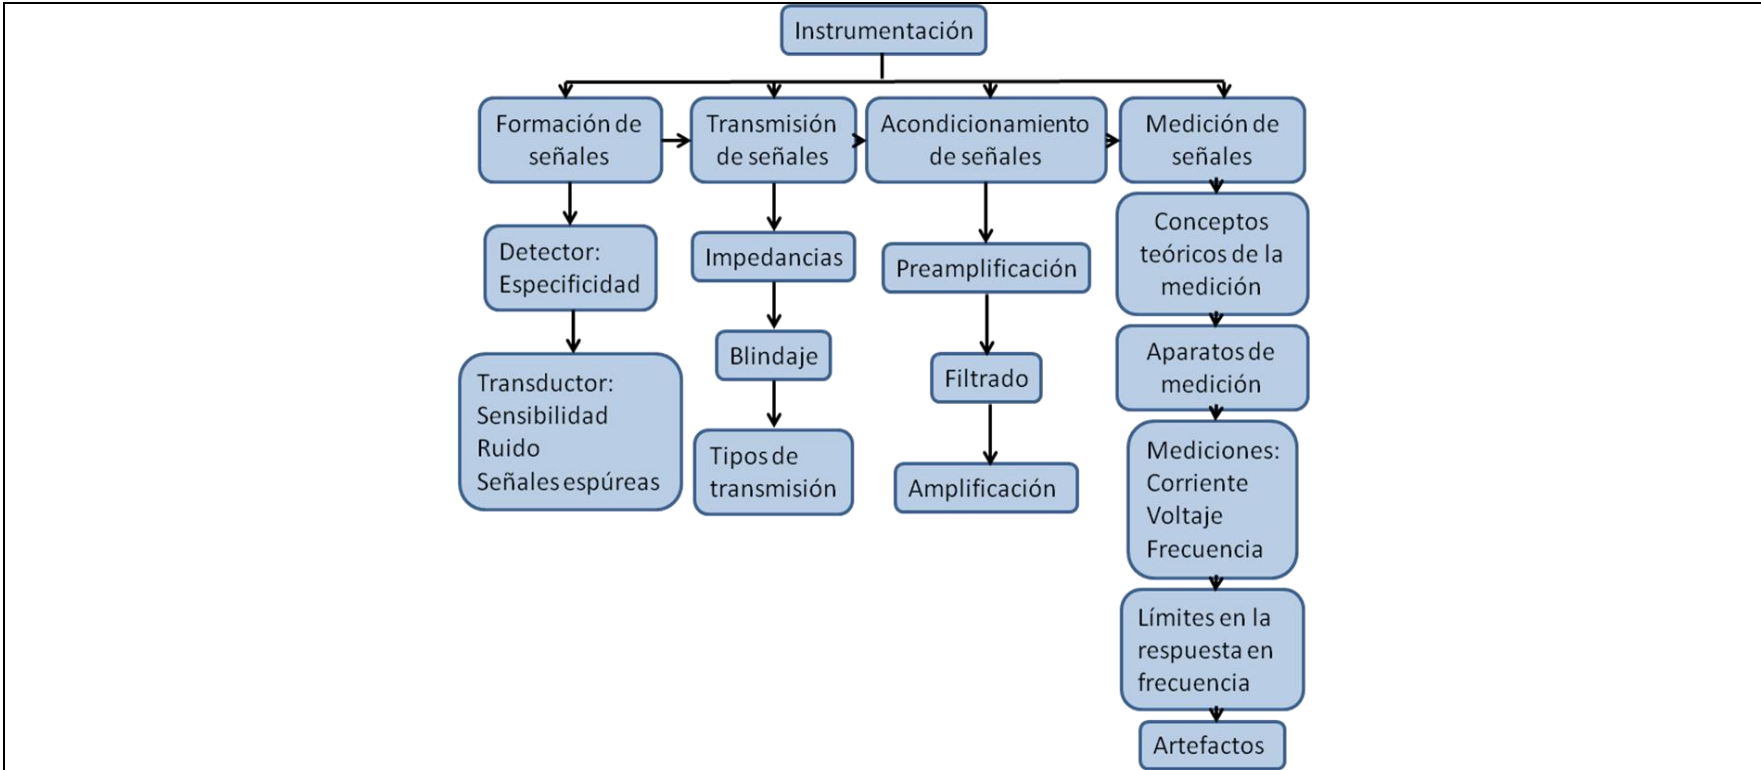 Instrumentación
Formación de
señales
Transmisión
de señales
Acondicionamiento
de señales
Medición de
señales
Detector:
Especificidad
Transductor:
Sensibilidad
Ruido
Señales espúreas
Impedancias
Blindaje
Tipos de
transmisión
Preamplificación
Filtrado
Amplificación
Conceptos
teóricos de la
medición
Aparatos de
medición
Mediciones:
Corriente
Voltaje
Frecuencia
Límites en la
respuesta en
frecuencia
Artefactos